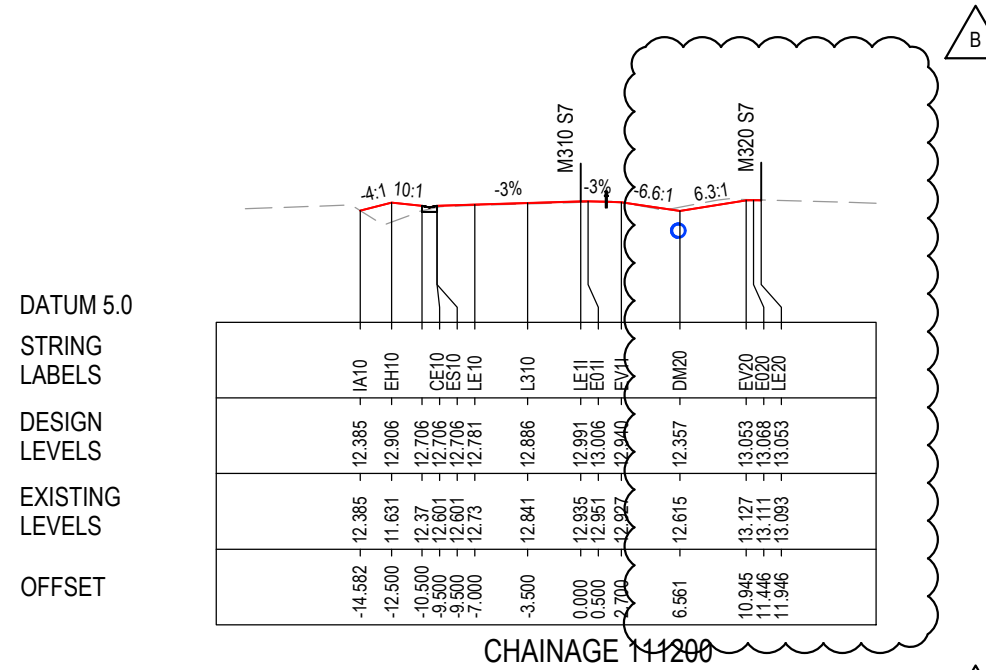 B
M310 S7
M320 S7
-4:1 10:1 -3% -3% -6.6:1 6.3:1
DATUM 5.0
STRING
LABELS
IA10 EH10 CE10 ES10 LE10 L310 LE1I E01I EV1I DM20 EV20 E020 LE20
DESIGN
LEVELS
12.385 12.906 12.706 12.706 12.706 12.781 12.886 12.991 13.006 12.940 12.357 13.053 13.068 13.053
EXISTING
LEVELS
12.385 11.631 12.37 12.601 12.601 12.73 12.841 12.935 12.951 12.927 12.615 13.127 13.111 13.093
OFFSET
-14.582 -12.500 -10.500 -9.500 -9.500 -7.000 -3.500 0.000 0.500 2.700 6.561 10.945 11.446 11.946
CHAINAGE 111200